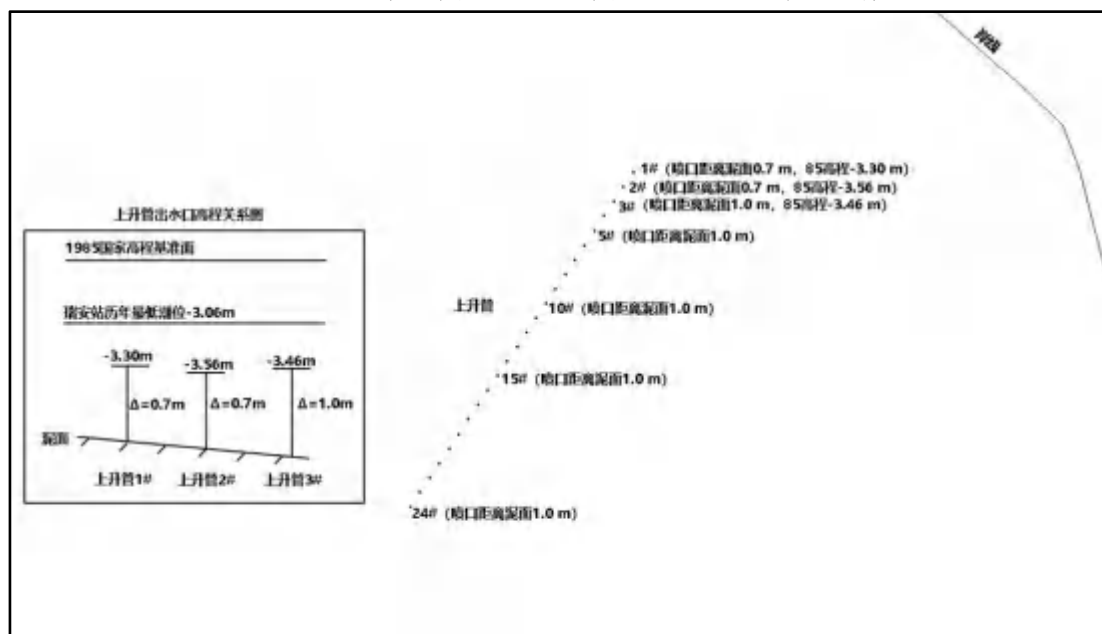 岸线
1#（喷口距离泥面0.7 m，85高程-3.30 m）
2#（喷口距离泥面0.7 m，85高程-3.56 m）
3#（喷口距离泥面1.0 m，85高程-3.46 m）
5#（喷口距离泥面1.0 m）
上升管
10#（喷口距离泥面1.0 m）
15#（喷口距离泥面1.0 m）
24#（喷口距离泥面1.0 m）
上升管出水口高程关系图
1985国家高程基准面
瑞安站历年最低潮位-3.06m
-3.30m
-3.56m
-3.46m
Δ=0.7m
Δ=0.7m
Δ=1.0m
泥面
上升管1#
上升管2#
上升管3#